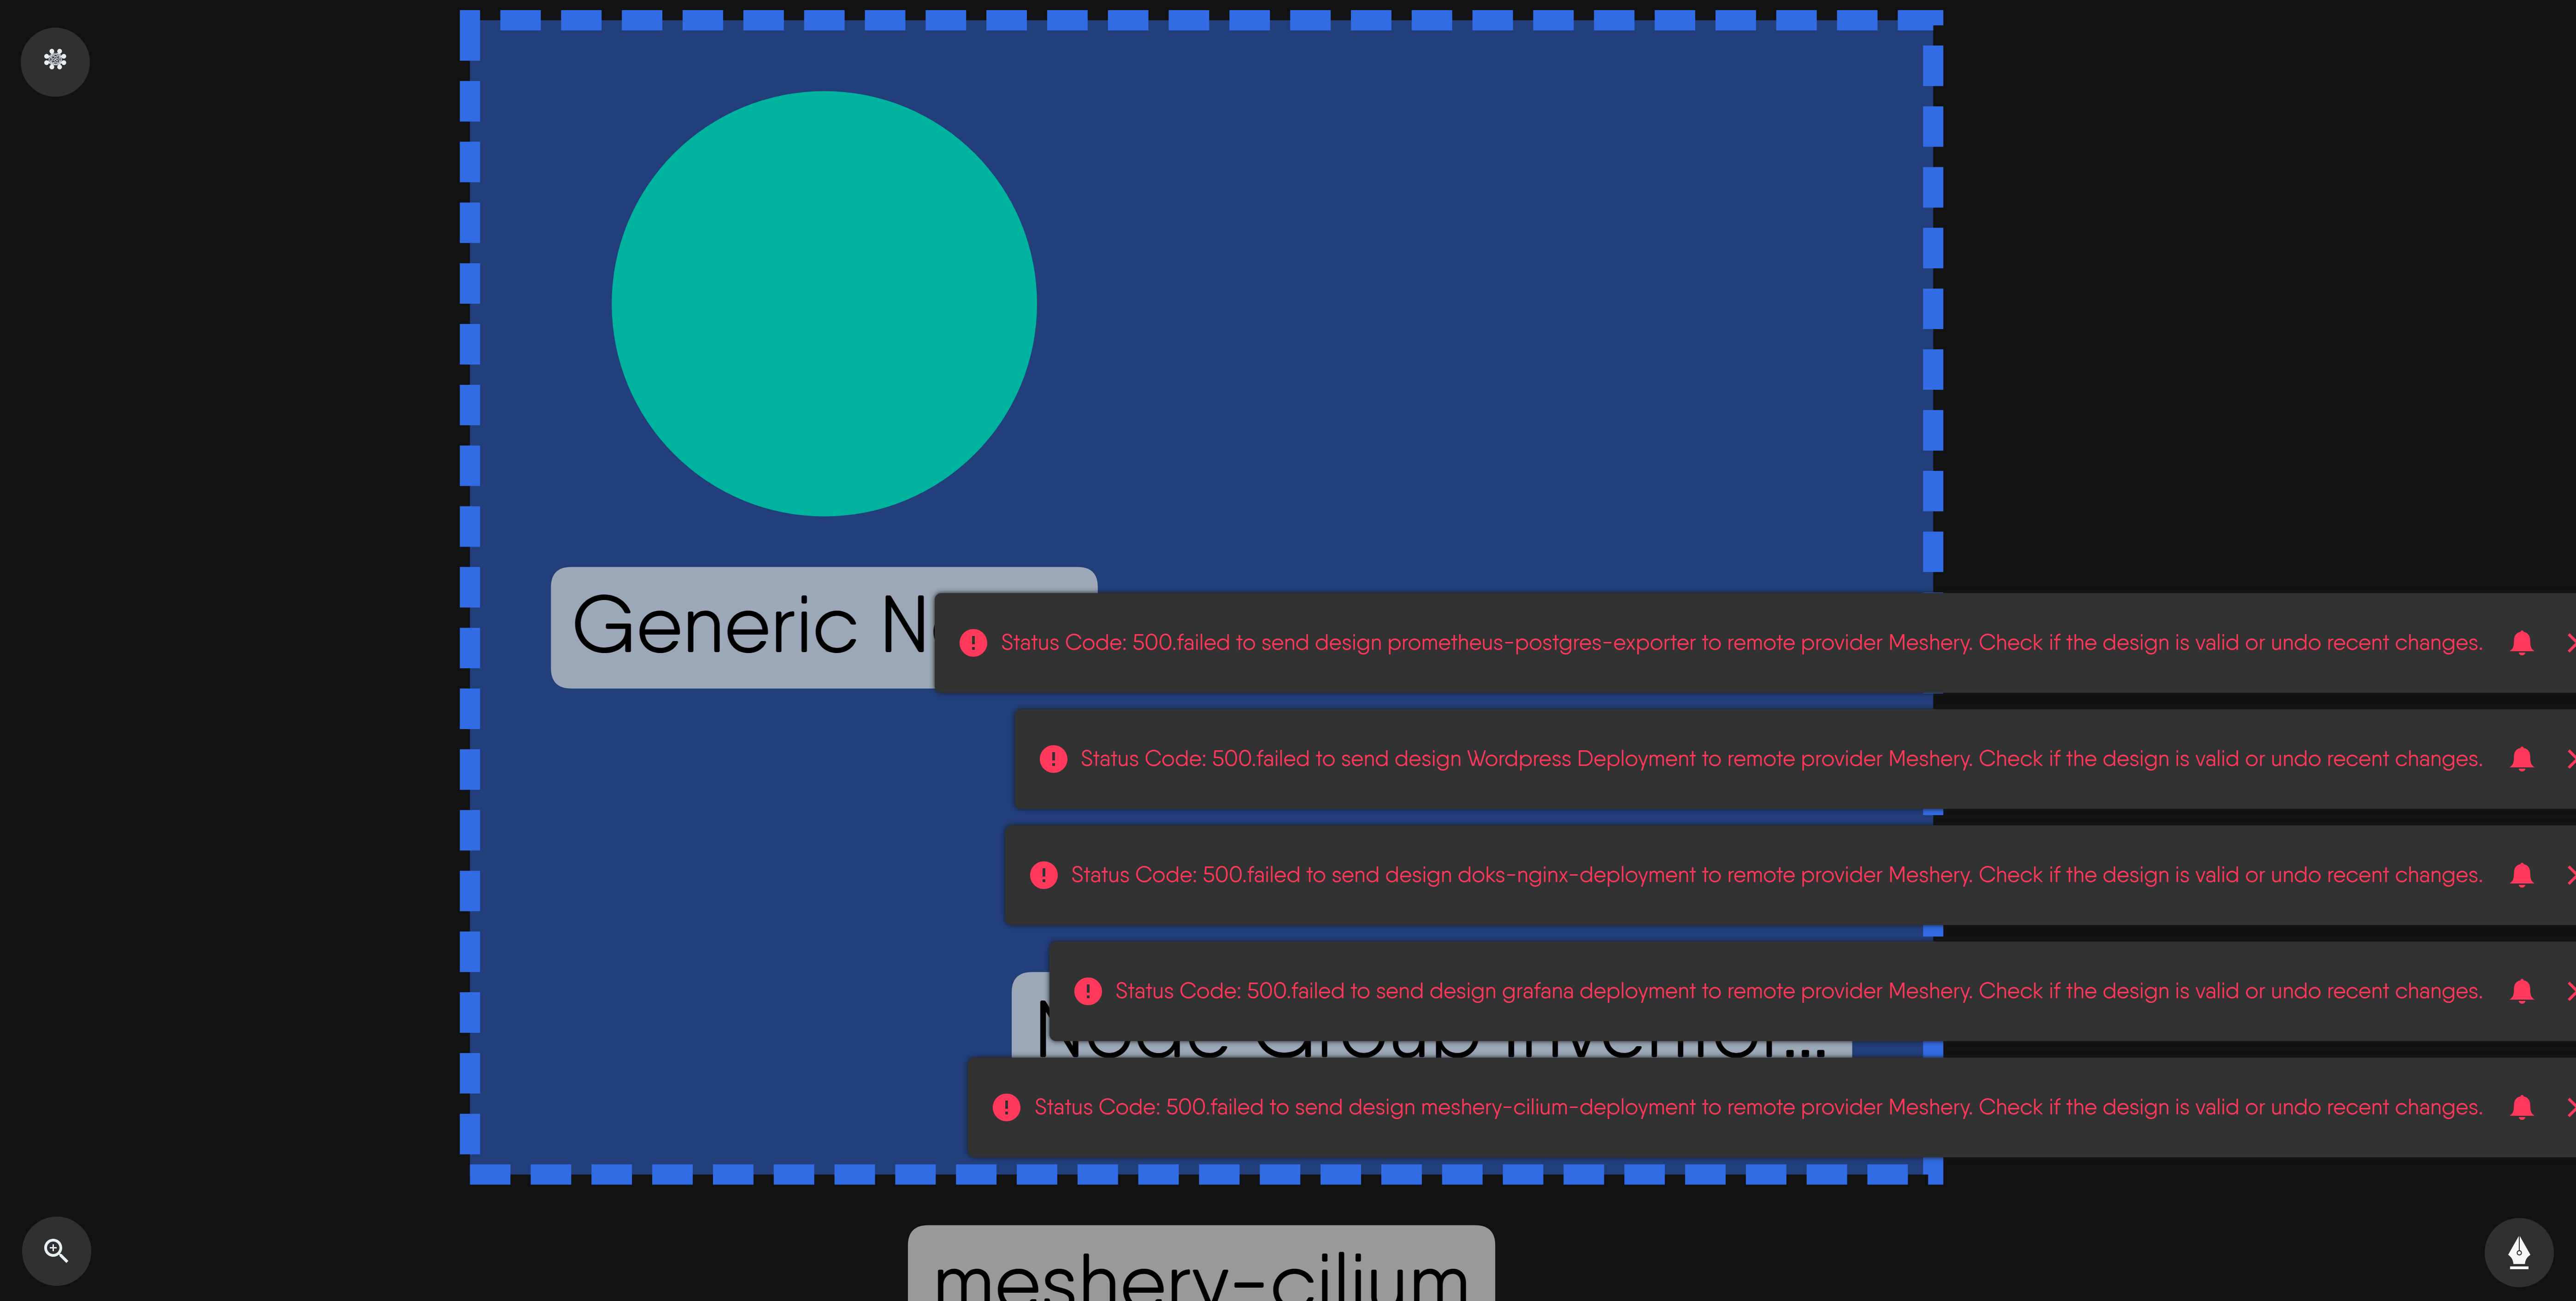 Generic
Status Code: 500.failed to send design prometheus-postgres-exporter to remote provider Meshery. Check if the design is valid or undo recent changes.
Status Code: 500.failed to send design Wordpress Deployment to remote provider Meshery. Check if the design is valid or undo recent changes.
Status Code: 500.failed to send design doks-nginx-deployment to remote provider Meshery. Check if the design is valid or undo recent changes.
Status Code: 500.failed to send design grafana deployment to remote provider Meshery. Check if the design is valid or undo recent changes.
Node Group Inventor...
Status Code: 500.failed to send design meshery-cilium-deployment to remote provider Meshery. Check if the design is valid or undo recent changes.
meshery-cilium